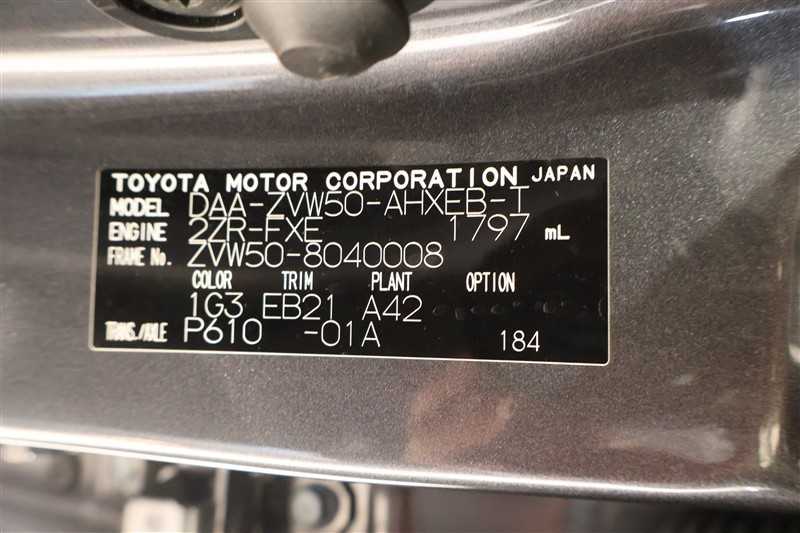 TOYOTA MOTOR CORPORATION JAPAN
MODEL DAA-ZVW50-AHXEB-T
ENGINE 2ZR-FXE 1797 mL
FRAME No. ZVW50-8040008
COLOR TRIM PLANT OPTION
1G3 EB21 A42
TRANS./AXLE P610 -01A 184